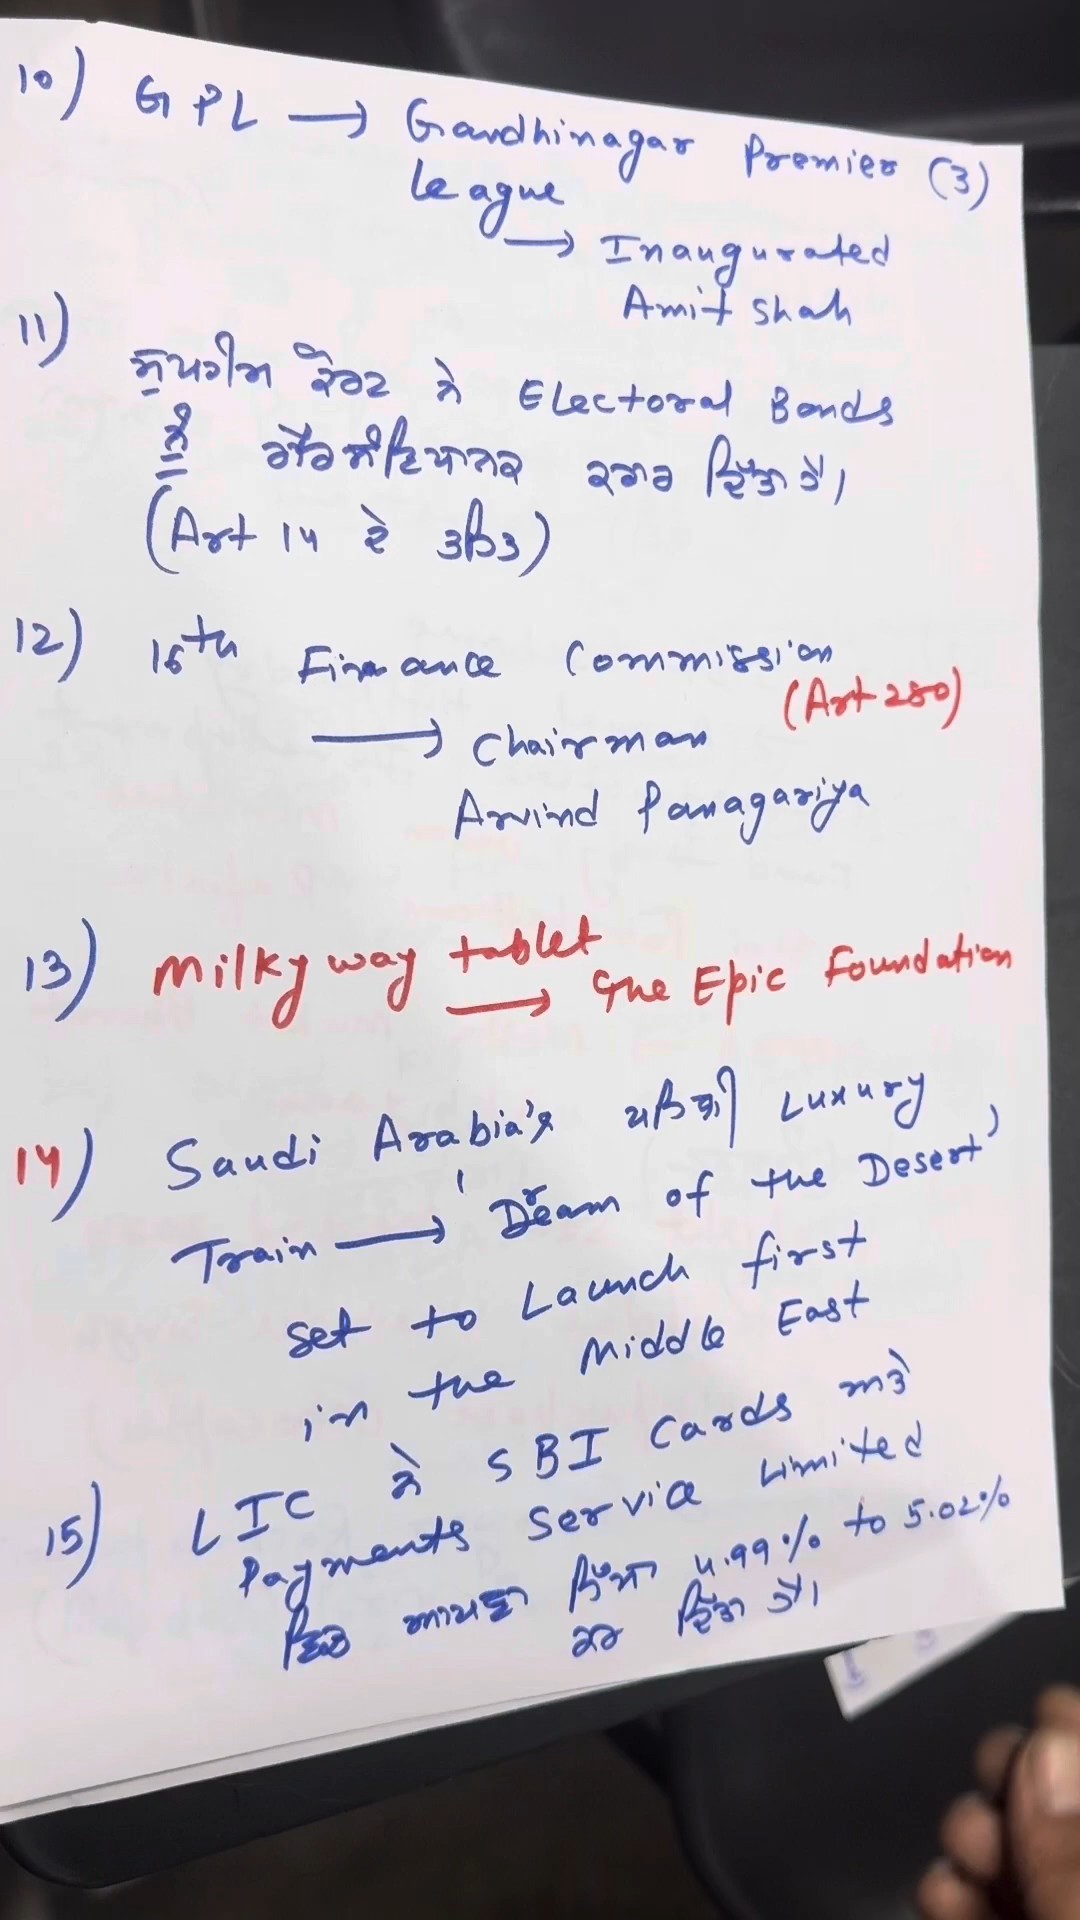 10) GPL → Gandhinagar Premier (3)
League
→ Inaugurated
Amit Shah
11)
ਸੁਪਰੀਮ ਕੋਰਟ ਨੇ Electoral Bonds
ਨੂੰ ਗੈਰਸੰਵਿਧਾਨਕ ਕਰਾਰ ਦਿੱਤਾ ਹੈ।
(Art 14 ਦੇ ਤਹਿਤ)
12) 16th Finance Commission
(Art 280)
→ Chairman
Arvind Panagariya
13) Milkyway tablet
→ The Epic Foundation
14) Saudi Arabia's ਪਹਿਲੀ Luxury
Train → 'Dream of the Desert'
set to Launch first
in the Middle East
15) LIC ਨੇ SBI Cards ਅਤੇ
Payments Service Limited
ਵਿਚ ਆਪਣਾ ਹਿੱਸਾ 4.99% to 5.02%
ਕਰ ਦਿੱਤਾ ਹੈ।